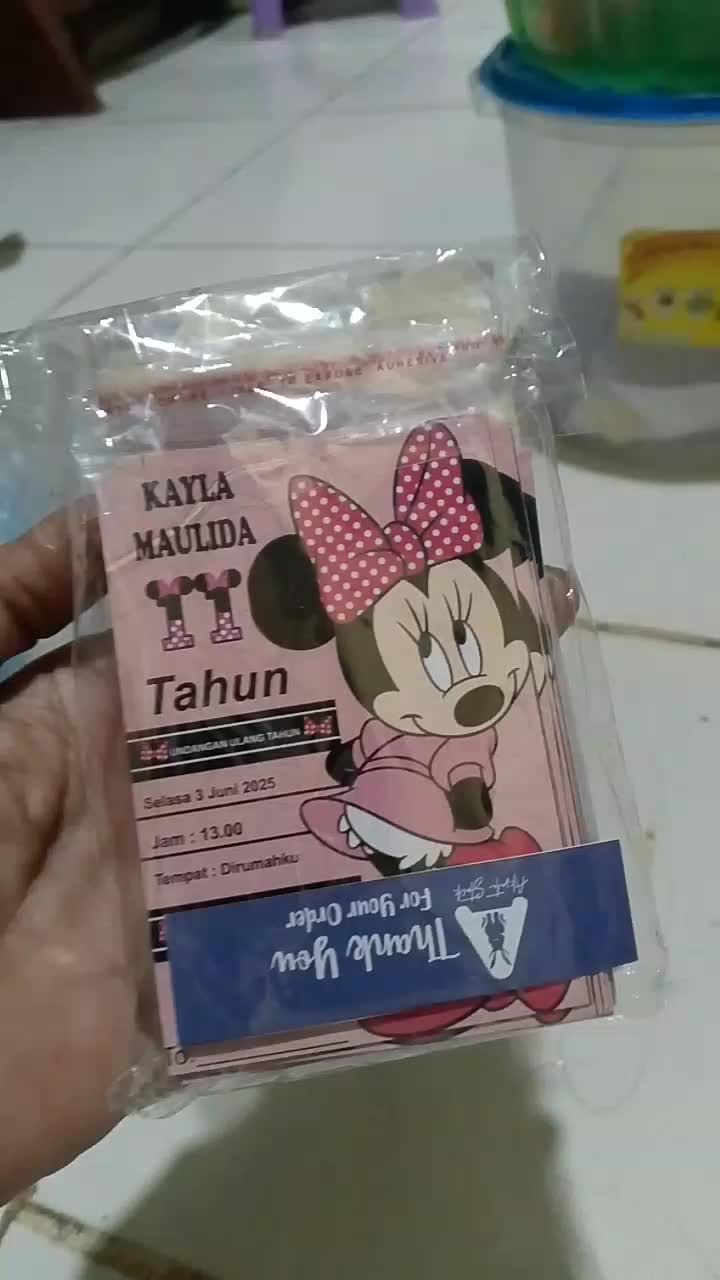 KAYLA
MAULIDA
11
Tahun
UNDANGAN ULANG TAHUN
Selasa 3 Juni 2025
Jam : 13.00
Tempat : Dirumahku
Thank You
For Your Order
TO: